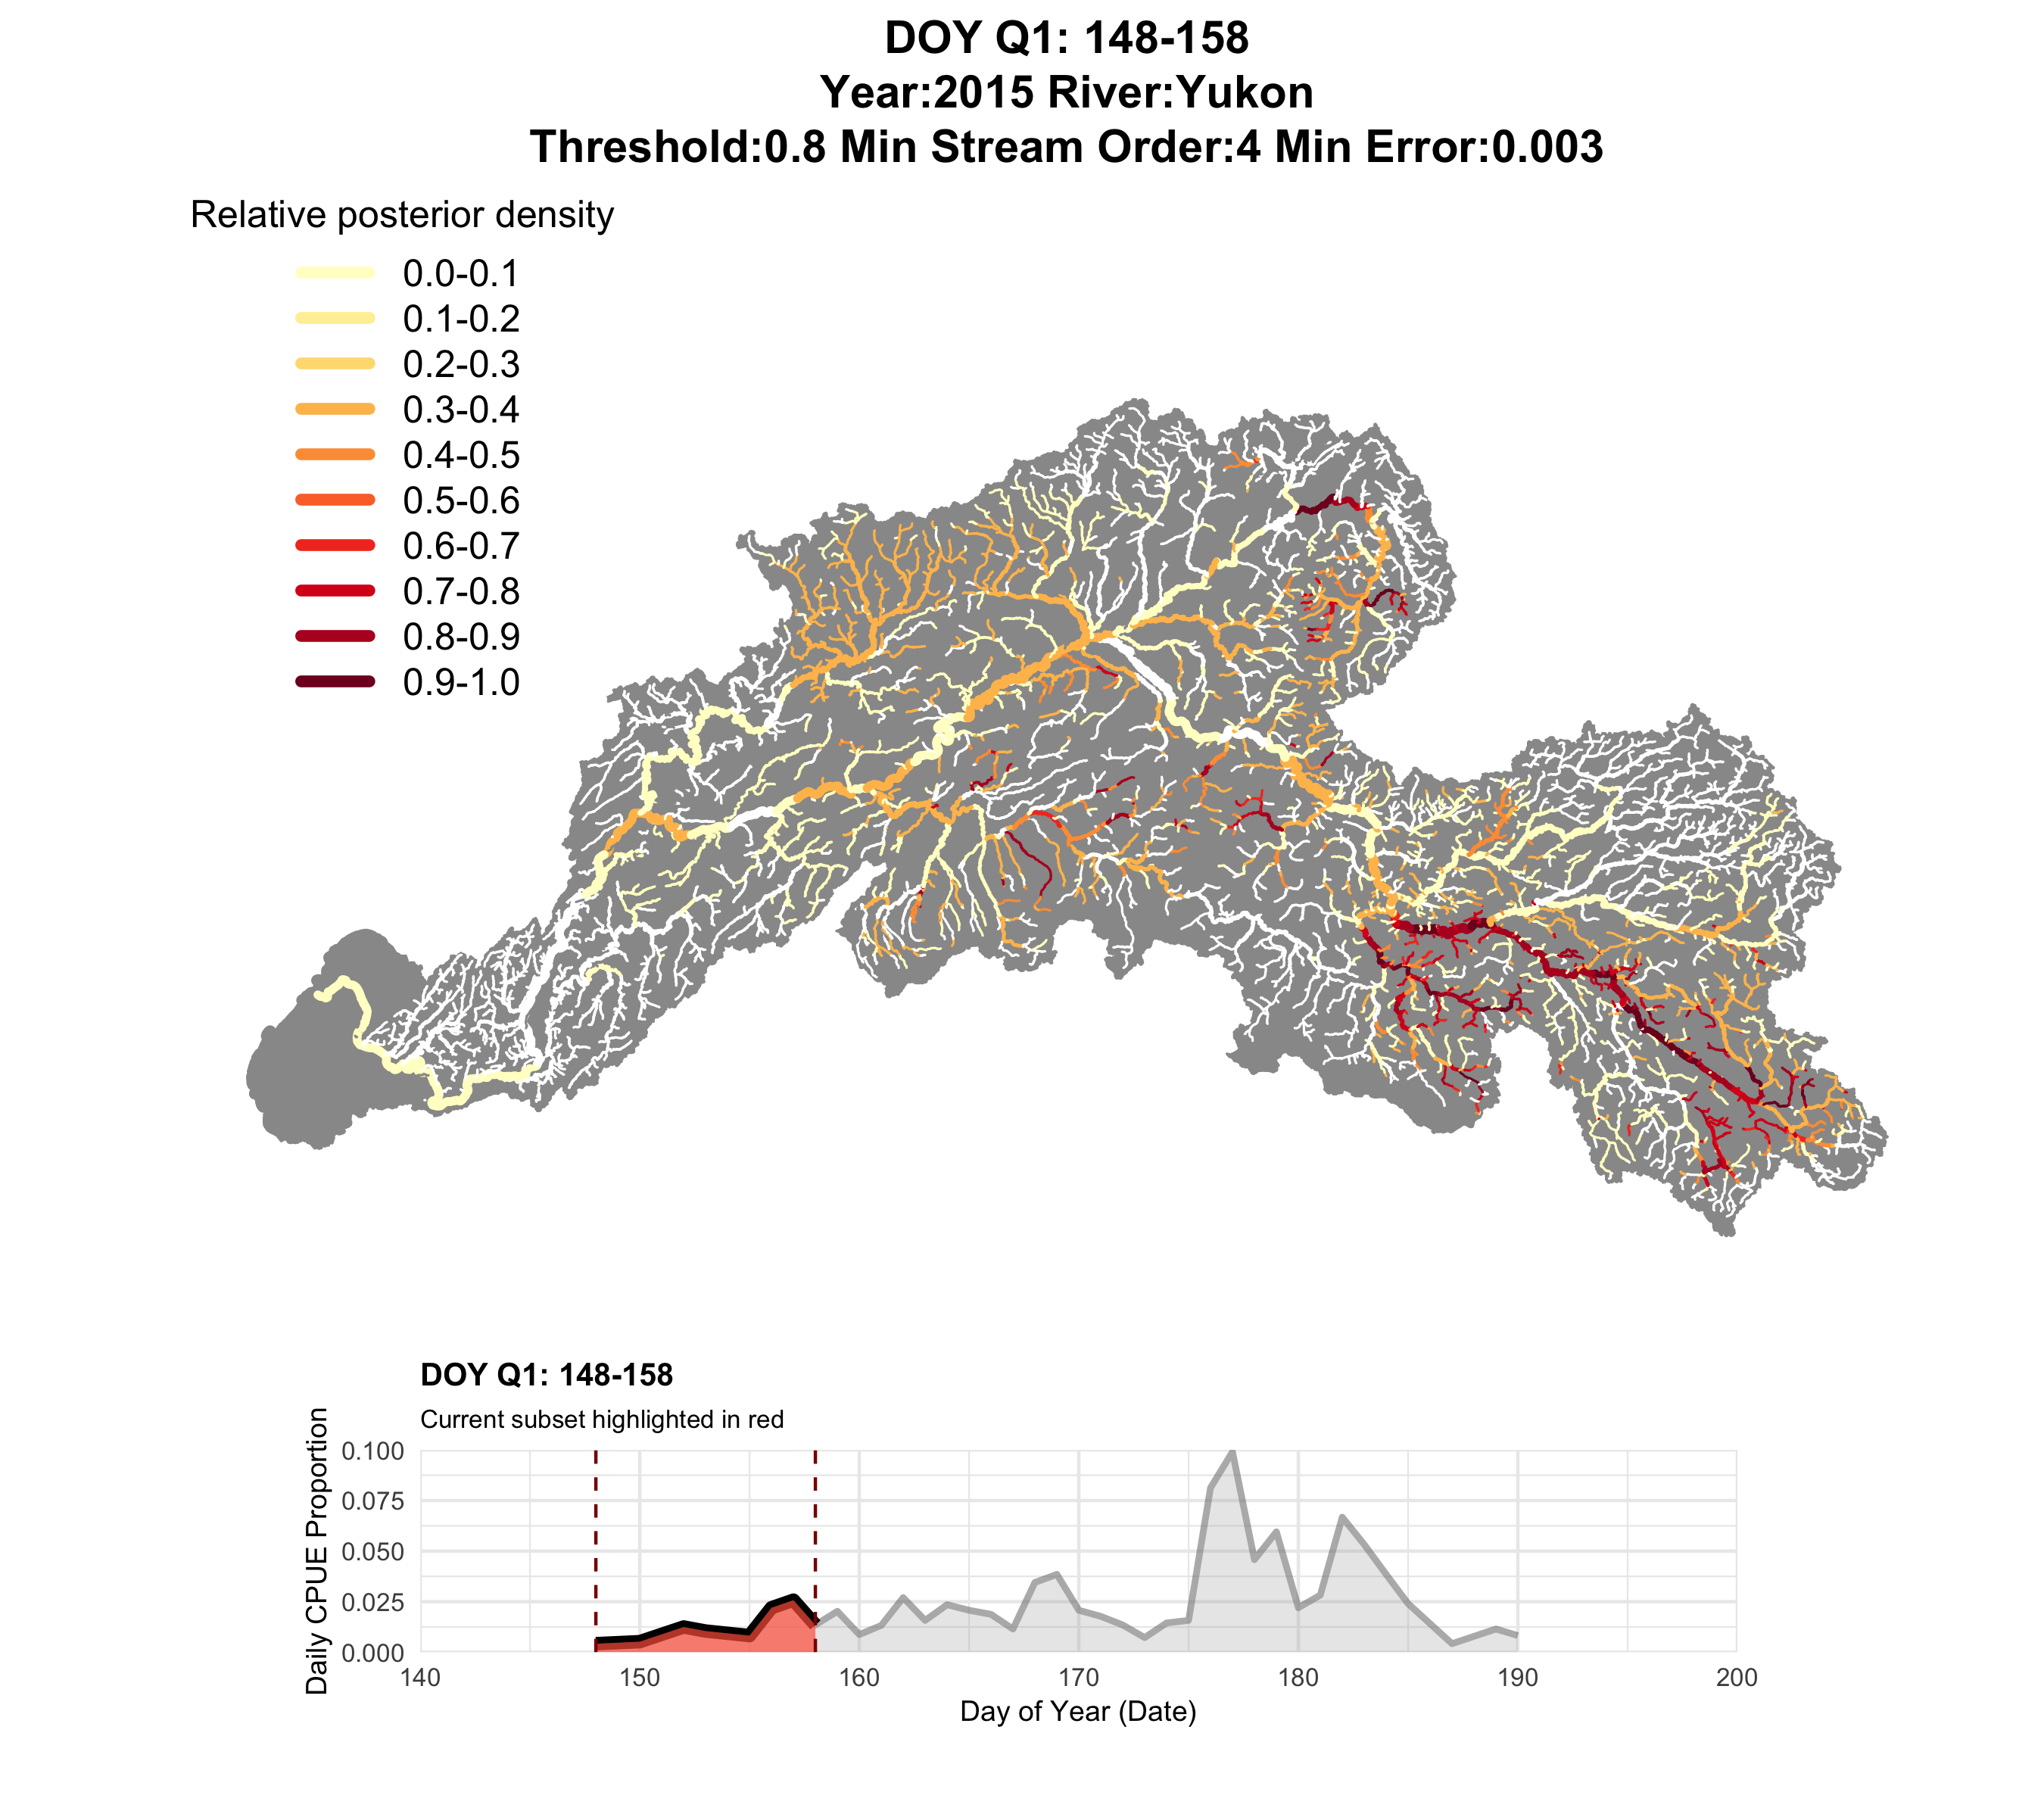 DOY Q1: 148-158
Year:2015 River:Yukon
Threshold:0.8 Min Stream Order:4 Min Error:0.003
Relative posterior density
0.0-0.1
0.1-0.2
0.2-0.3
0.3-0.4
0.4-0.5
0.5-0.6
0.6-0.7
0.7-0.8
0.8-0.9
0.9-1.0
DOY Q1: 148-158
Current subset highlighted in red
Daily CPUE Proportion
0.100
0.075
0.050
0.025
0.000
140 150 160 170 180 190 200
Day of Year (Date)